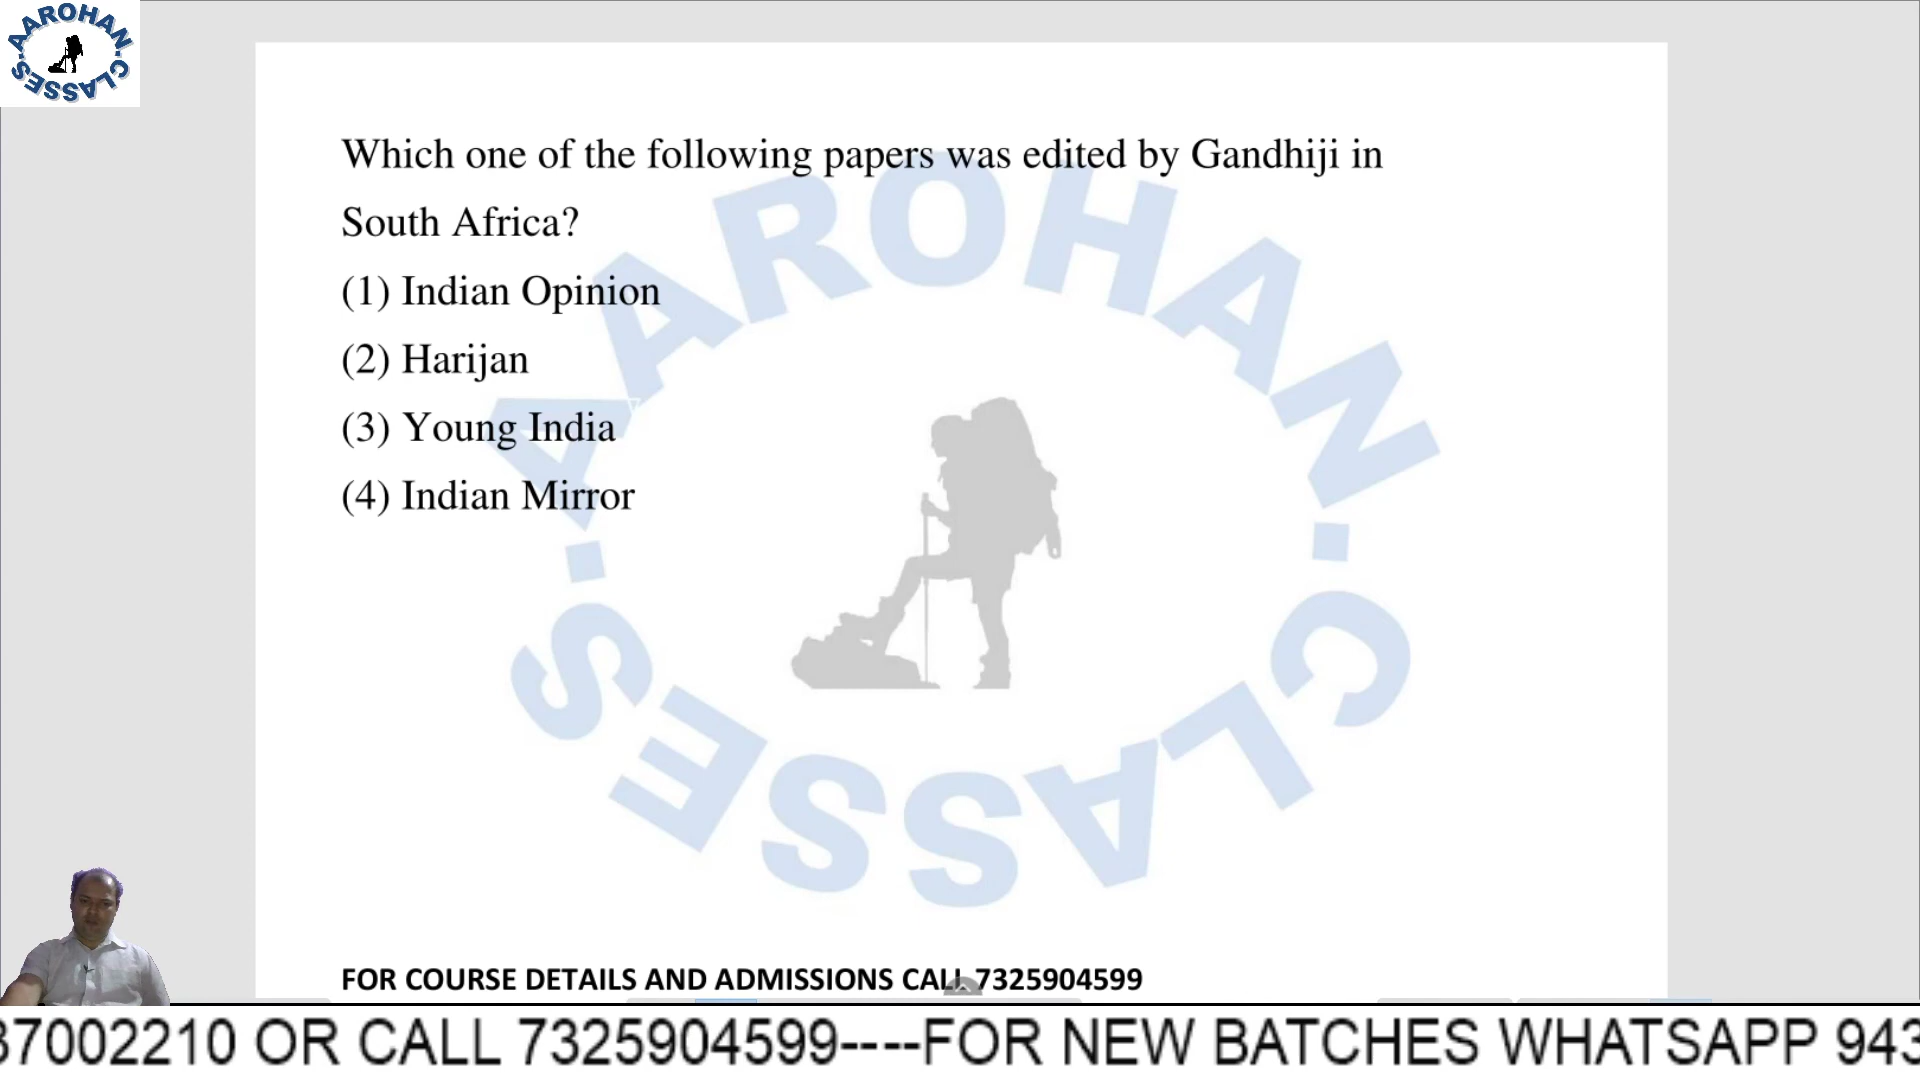 AAROHAN
CLASSES
Which one of the following papers was edited by Gandhiji in
South Africa?
(1) Indian Opinion
(2) Harijan
(3) Young India
(4) Indian Mirror
AAROHAN
CLASSES
FOR COURSE DETAILS AND ADMISSIONS CALL 7325904599
37002210 OR CALL 7325904599----FOR NEW BATCHES WHATSAPP 943